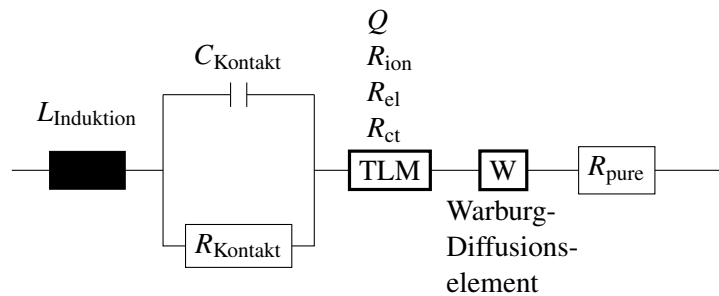 Q
R_ion
R_el
R_ct
C_Kontakt
L_Induktion
TLM
W
R_pure
R_Kontakt
Warburg-
Diffusions-
element